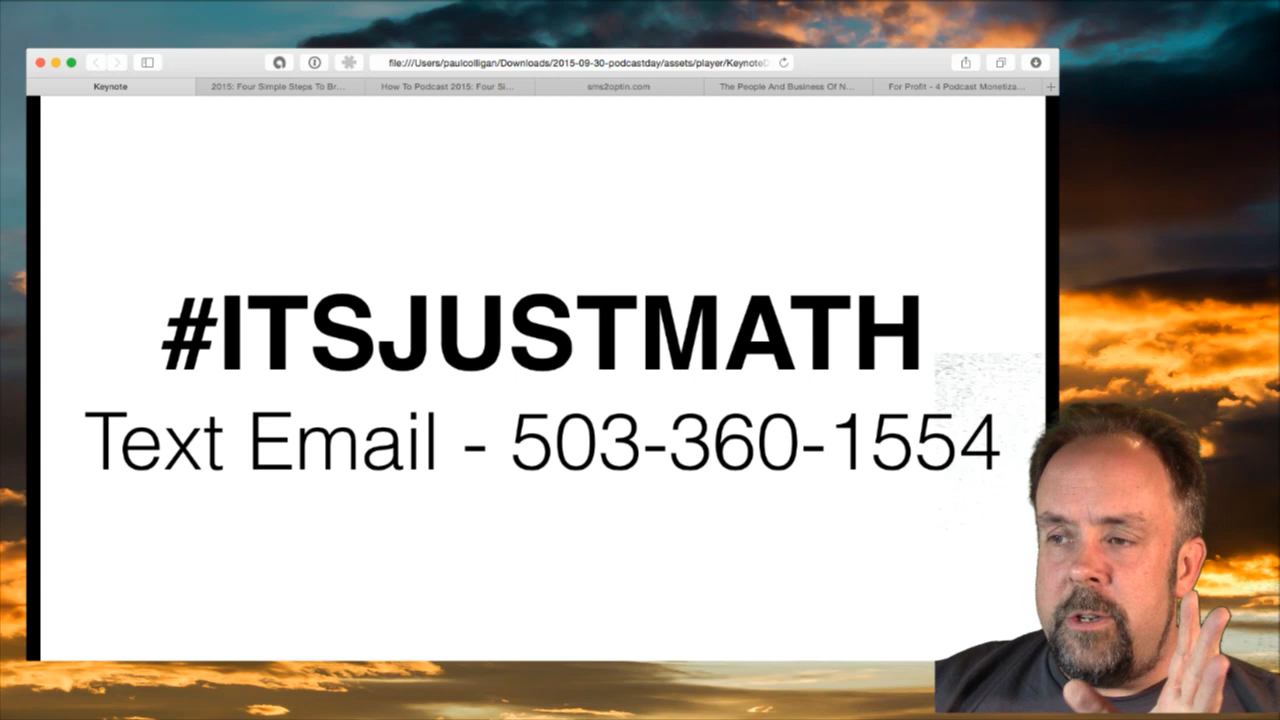 file:///Users/paulcolligan/Downloads/2015-09-30-podcastday/assets/player/KeynoteD
Keynote
2015: Four Simple Steps To Br...
How To Podcast 2015: Four Si...
sms2optin.com
The People And Business Of N...
For Profit - 4 Podcast Monetiza...
#ITSJUSTMATH
Text Email - 503-360-1554